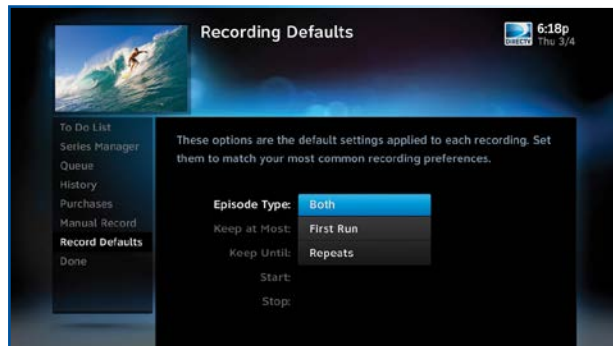 Recording Defaults
DIRECTV
6:18p
Thu 3/4
To Do List
Series Manager
Queue
History
Purchases
Manual Record
Record Defaults
Done
These options are the default settings applied to each recording. Set
them to match your most common recording preferences.
Episode Type: Both
Keep at Most: First Run
Keep Until: Repeats
Start:
Stop: